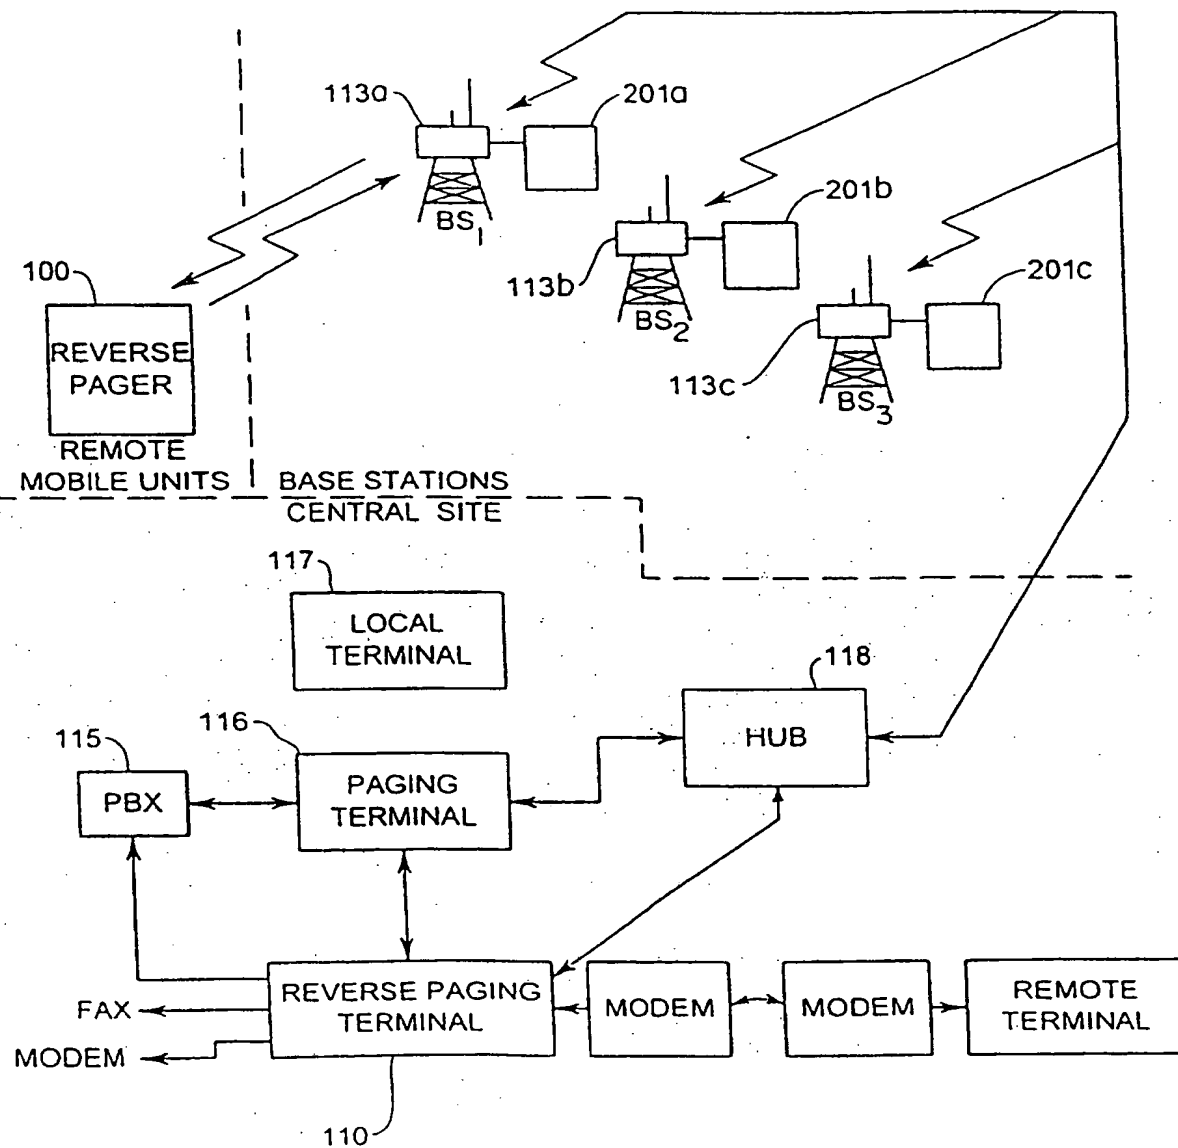 113a
201a
BS1
201b
113b
BS2
201c
113c
BS3
100
REVERSE
PAGER
REMOTE
MOBILE UNITS
BASE STATIONS
CENTRAL SITE
117
LOCAL
TERMINAL
118
HUB
116
115
PBX
PAGING
TERMINAL
REVERSE PAGING
TERMINAL
MODEM
MODEM
REMOTE
TERMINAL
FAX
MODEM
110